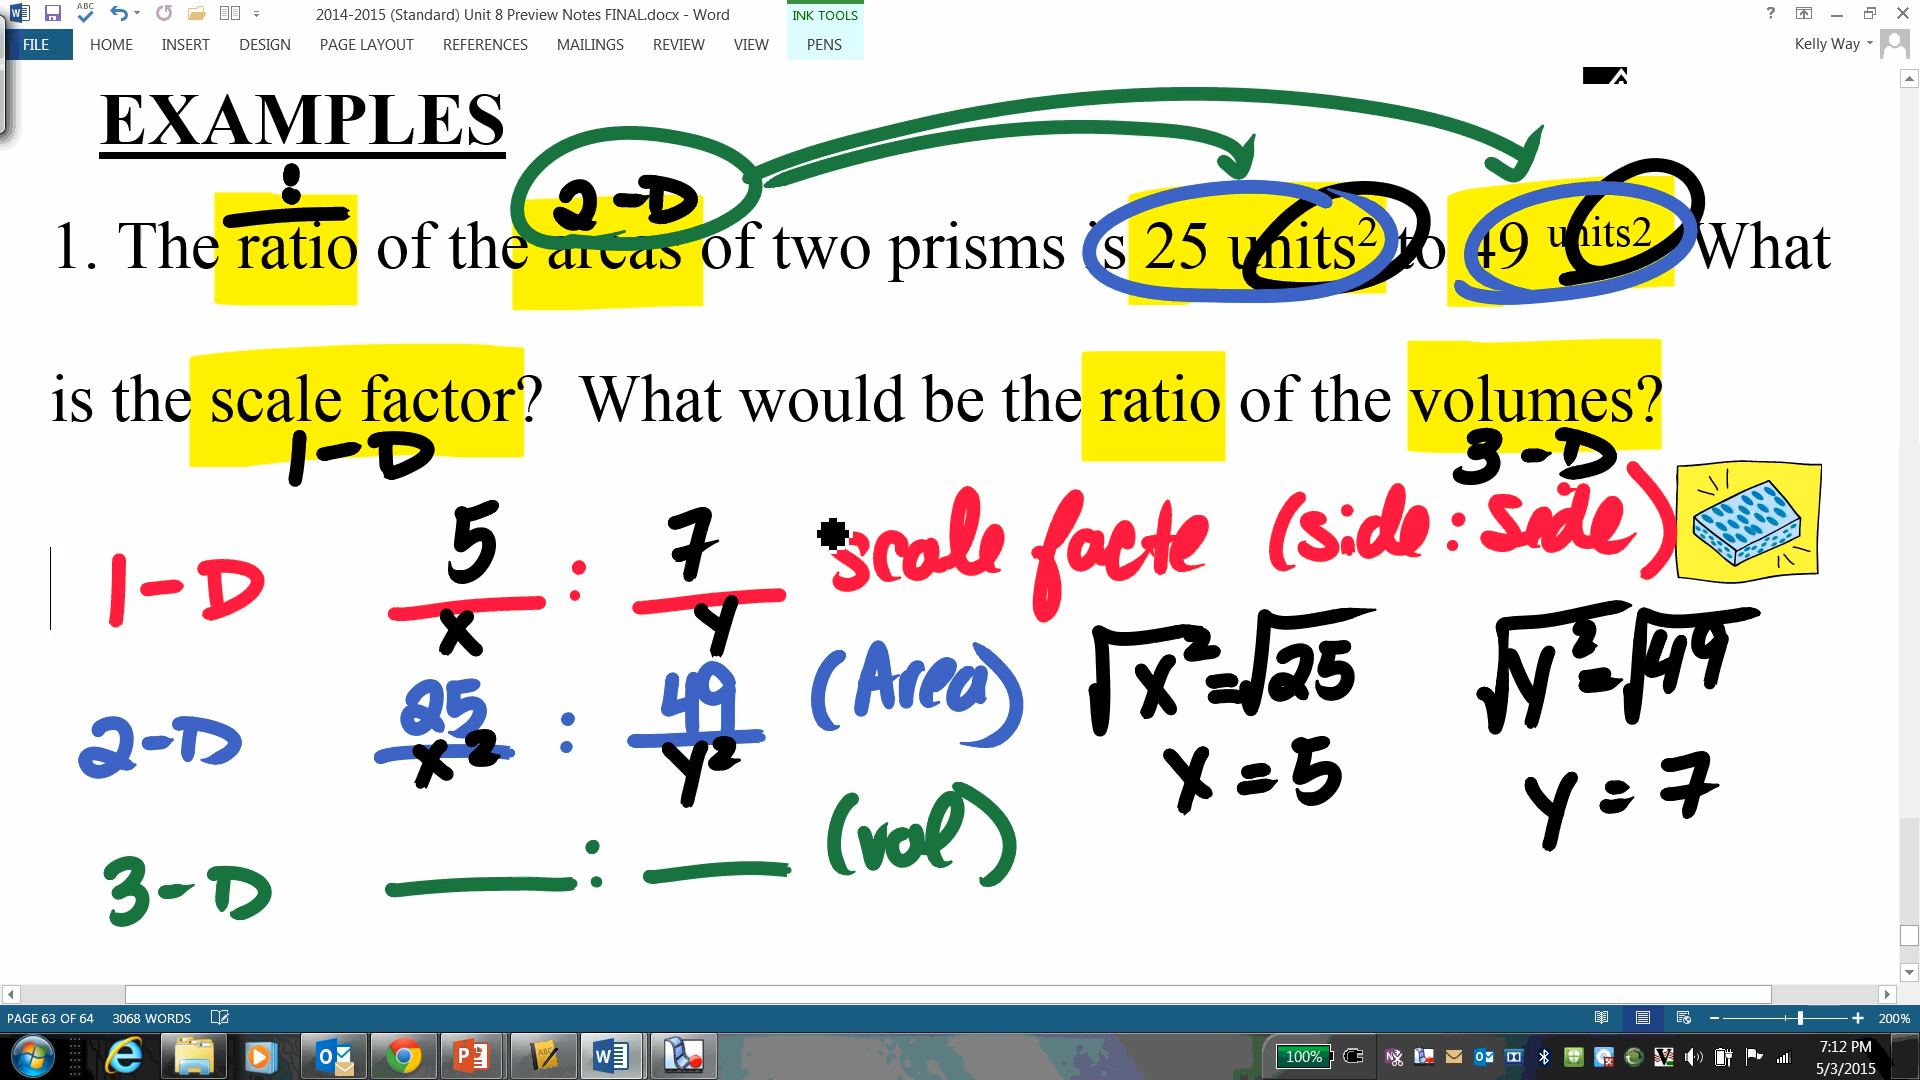 2014-2015 (Standard) Unit 8 Preview Notes FINAL.docx - Word
INK TOOLS
FILE HOME INSERT DESIGN PAGE LAYOUT REFERENCES MAILINGS REVIEW VIEW PENS
Kelly Way
EXAMPLES
:
2-D
1. The ratio of the areas of two prisms is 25 units² to 49 units2 What
is the scale factor? What would be the ratio of the volumes?
1-D
3-D
1-D 5 : 7 scale facte (side : side)
x y
√x² = √25 √y² = √49
2-D 25 : 49 (Area)
x² y²
x = 5 y = 7
3-D : (vol)
PAGE 63 OF 64 3068 WORDS 200%
100%
7:12 PM
5/3/2015